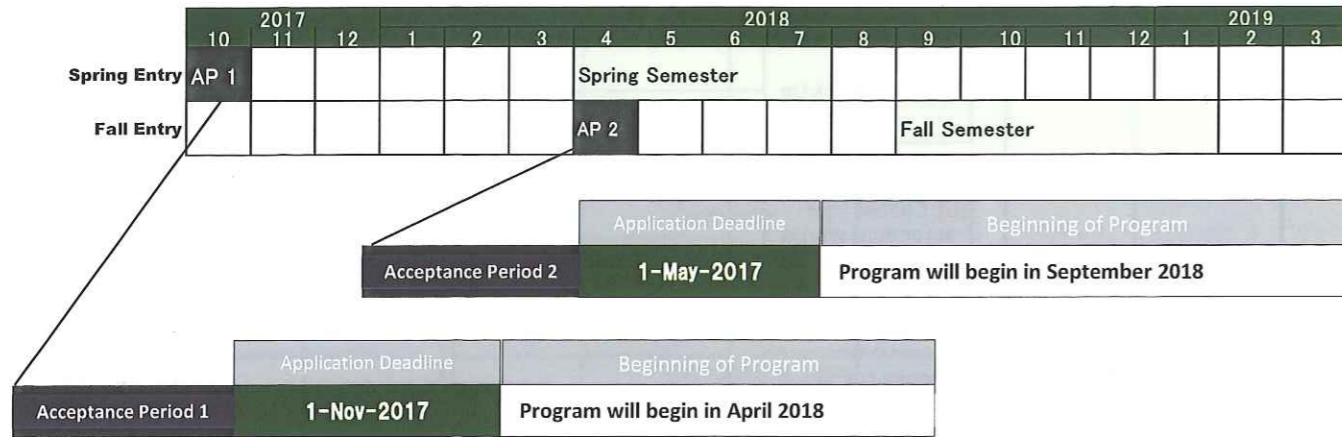 2017 2018 2019
10 11 12 1 2 3 4 5 6 7 8 9 10 11 12 1 2 3
Spring Entry AP 1 Spring Semester
Fall Entry AP 2 Fall Semester
Application Deadline Beginning of Program
Acceptance Period 2 1-May-2017 Program will begin in September 2018
Application Deadline Beginning of Program
Acceptance Period 1 1-Nov-2017 Program will begin in April 2018